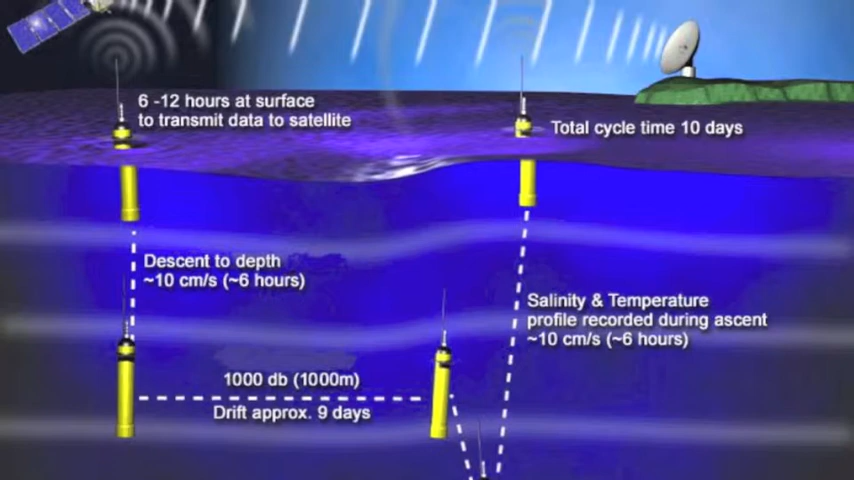 6 -12 hours at surface
to transmit data to satellite
Total cycle time 10 days
Descent to depth
~10 cm/s (~6 hours)
Salinity & Temperature
profile recorded during ascent
~10 cm/s (~6 hours)
1000 db (1000m)
Drift approx. 9 days